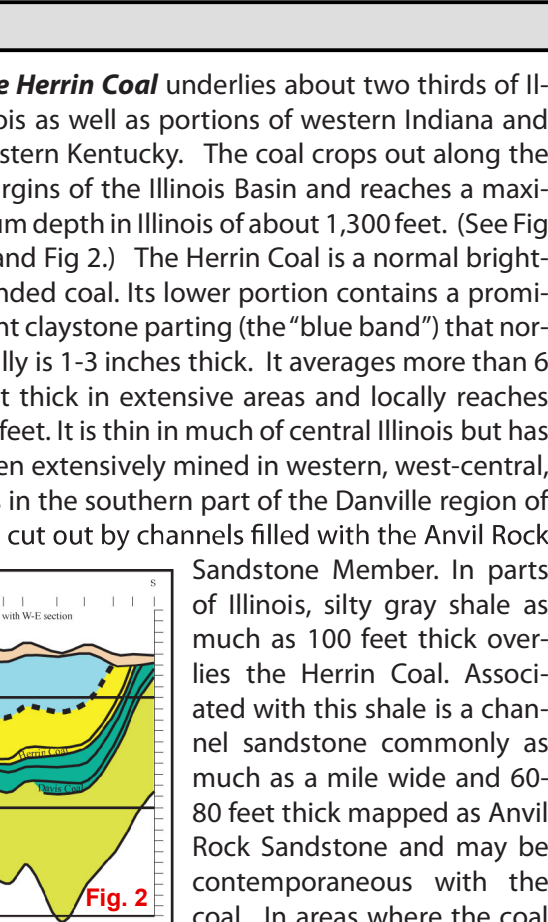 e Herrin Coal underlies about two thirds of Il-
ois as well as portions of western Indiana and
stern Kentucky. The coal crops out along the
rgins of the Illinois Basin and reaches a maxi-
um depth in Illinois of about 1,300 feet. (See Fig
and Fig 2.) The Herrin Coal is a normal bright-
nded coal. Its lower portion contains a promi-
nt claystone parting (the “blue band”) that nor-
lly is 1-3 inches thick. It averages more than 6
t thick in extensive areas and locally reaches
feet. It is thin in much of central Illinois but has
en extensively mined in western, west-central,
s in the southern part of the Danville region of
cut out by channels filled with the Anvil Rock
Sandstone Member. In parts
of Illinois, silty gray shale as
much as 100 feet thick over-
lies the Herrin Coal. Associ-
ated with this shale is a chan-
nel sandstone commonly as
much as a mile wide and 60-
80 feet thick mapped as Anvil
Rock Sandstone and may be
contemporaneous with the
coal. In areas where the coal
S
with W-E section
Herrin Coal
Davis Coal
Fig. 2